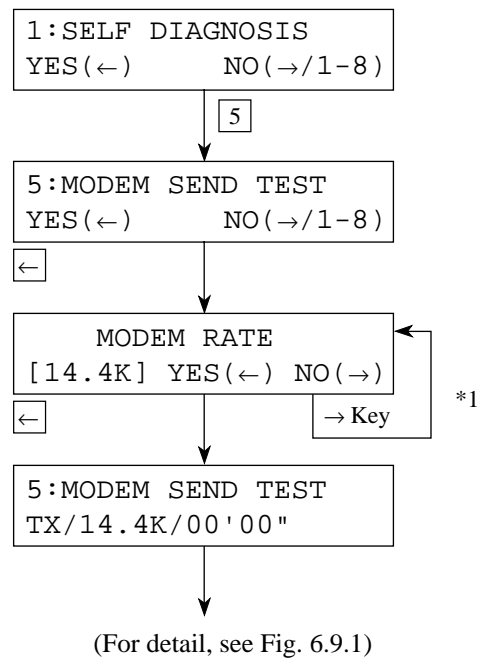 1:SELF DIAGNOSIS
YES(←) NO(→/1-8)
5
5:MODEM SEND TEST
YES(←) NO(→/1-8)
←
MODEM RATE
[14.4K] YES(←) NO(→)
*1
←
→ Key
5:MODEM SEND TEST
TX/14.4K/00'00"
(For detail, see Fig. 6.9.1)